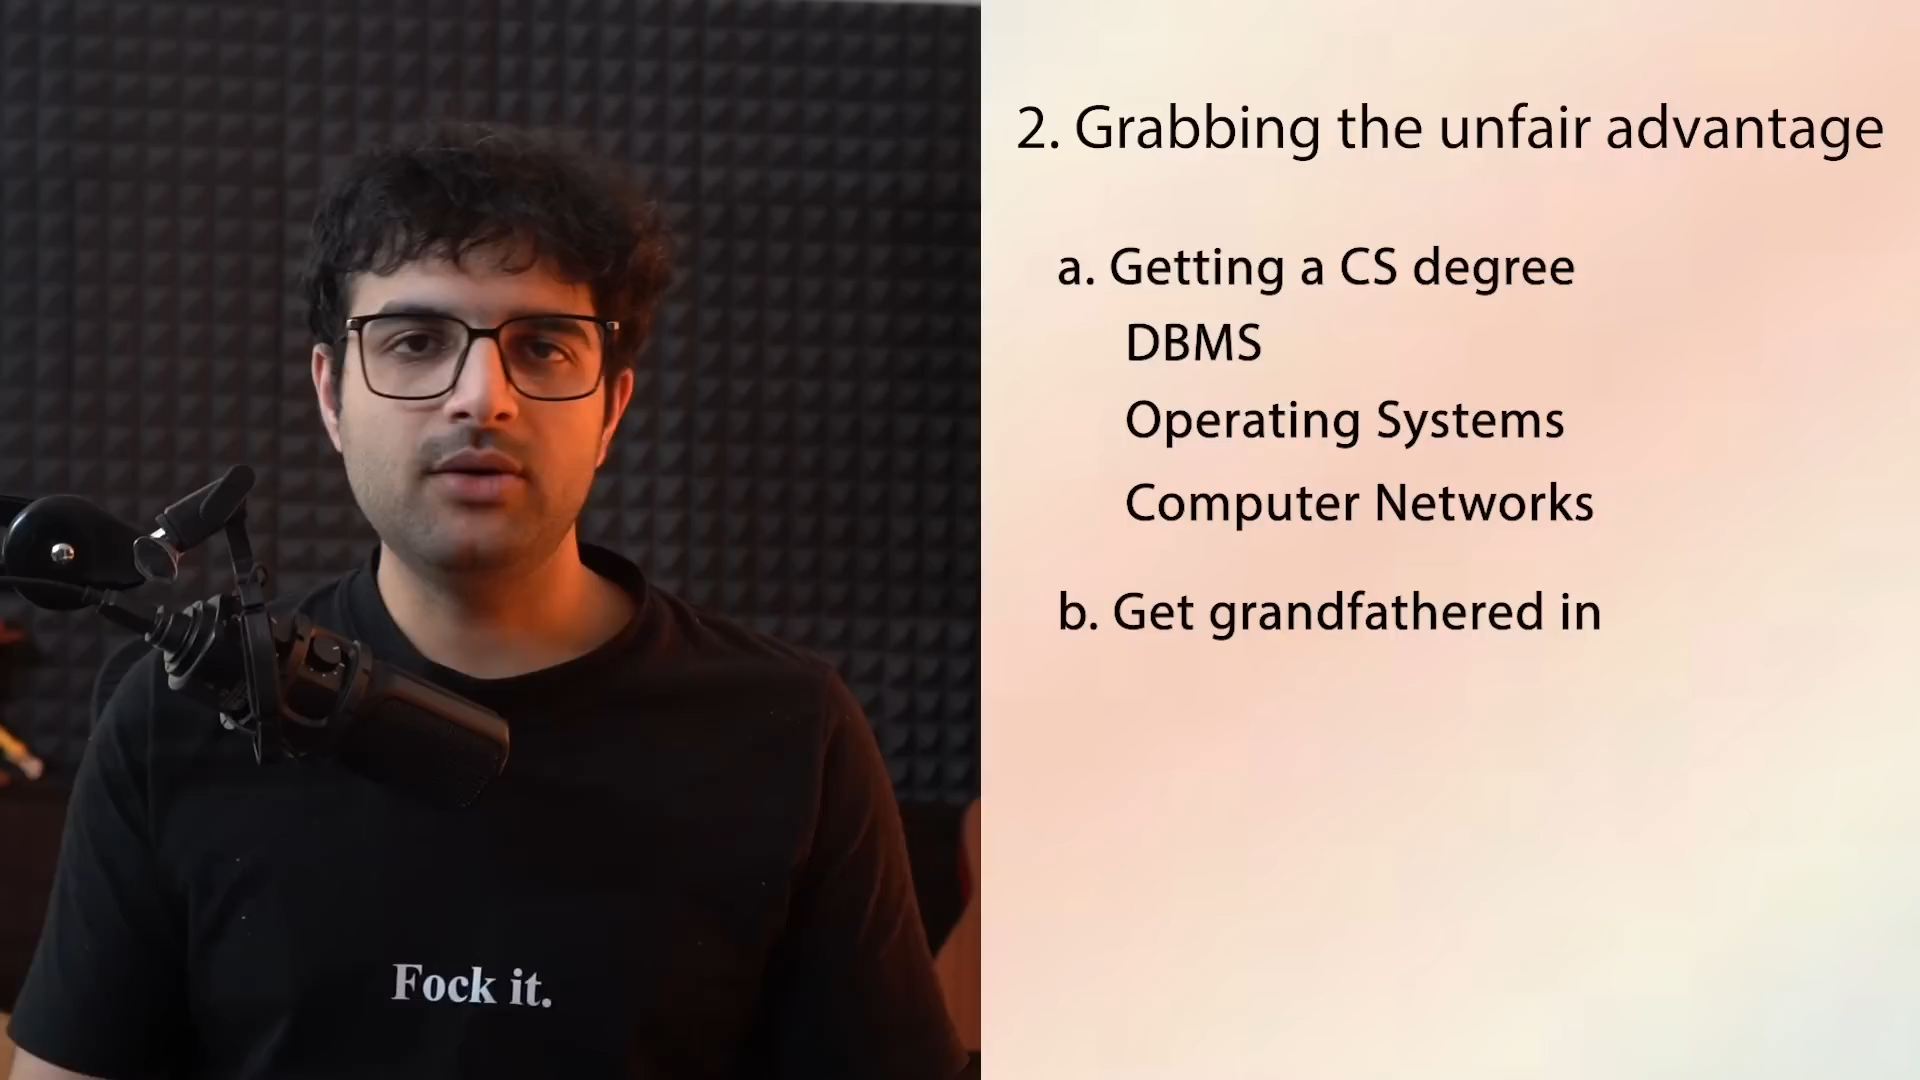 2. Grabbing the unfair advantage
a. Getting a CS degree
DBMS
Operating Systems
Computer Networks
b. Get grandfathered in
Fock it.